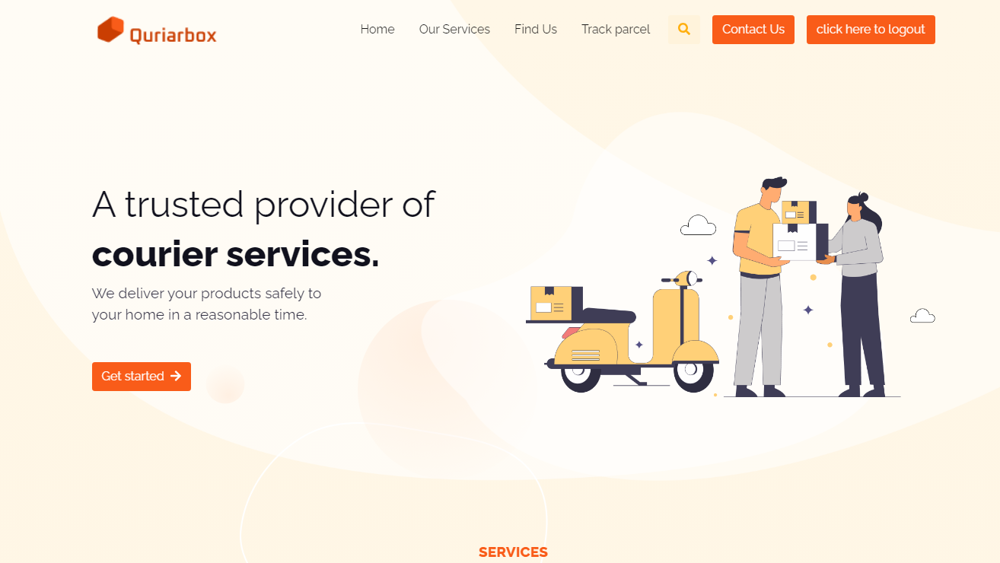 Quriarbox
Home
Our Services
Find Us
Track parcel
Contact Us
click here to logout
A trusted provider of
courier services.
We deliver your products safely to
your home in a reasonable time.
Get started
SERVICES